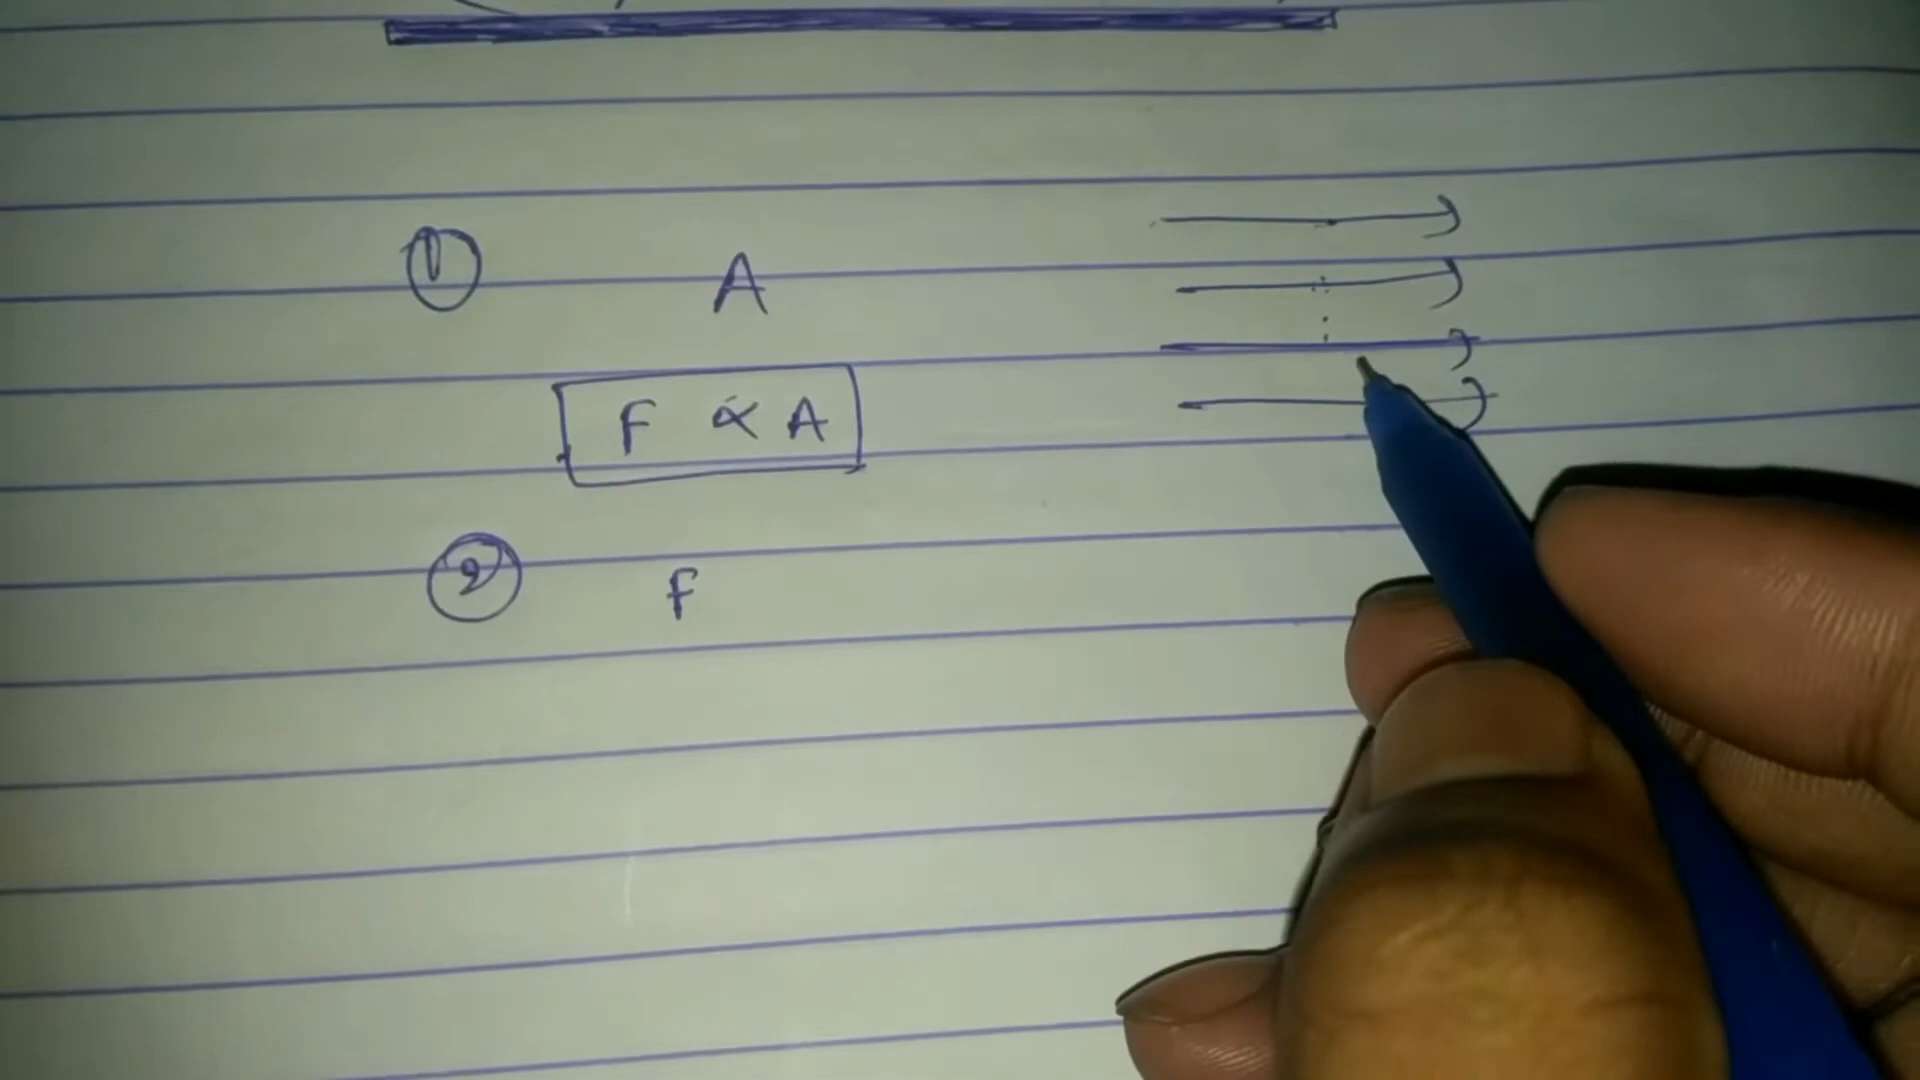 ① A
F ∝ A
② F